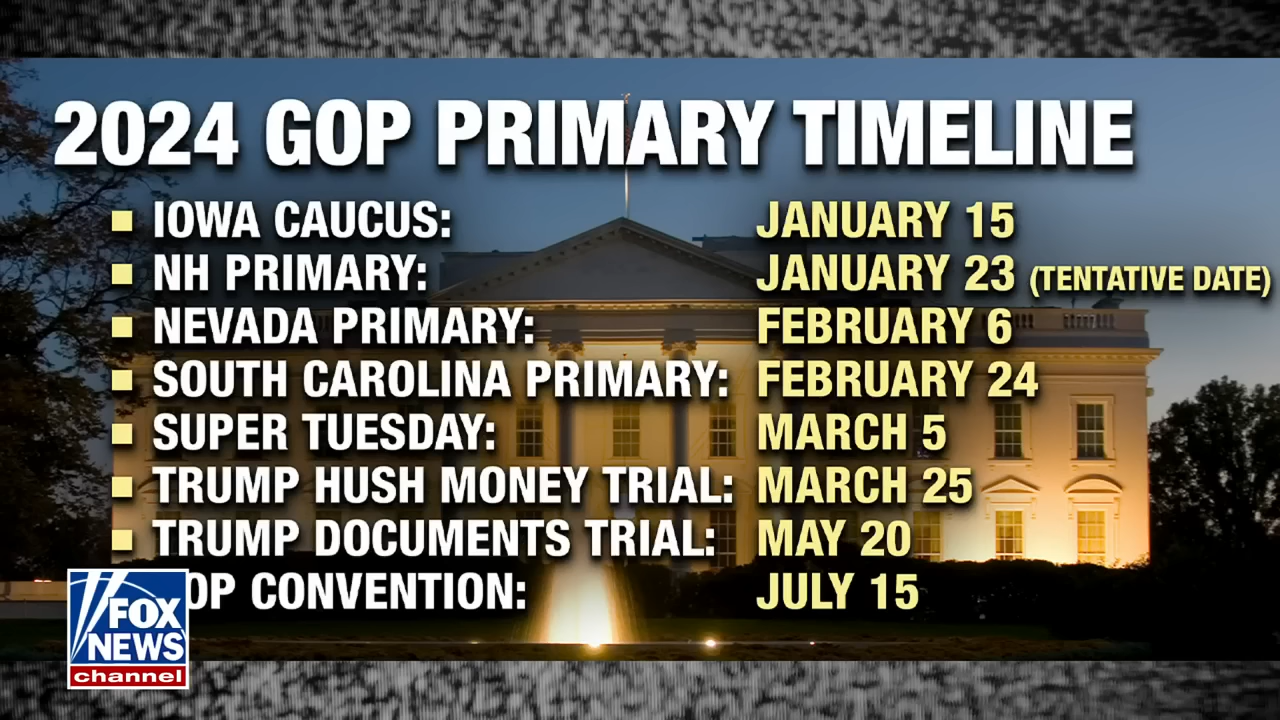 2024 GOP PRIMARY TIMELINE
IOWA CAUCUS: JANUARY 15
NH PRIMARY: JANUARY 23 (TENTATIVE DATE)
NEVADA PRIMARY: FEBRUARY 6
SOUTH CAROLINA PRIMARY: FEBRUARY 24
SUPER TUESDAY: MARCH 5
TRUMP HUSH MONEY TRIAL: MARCH 25
TRUMP DOCUMENTS TRIAL: MAY 20
OP CONVENTION: JULY 15
FOX
NEWS
channel